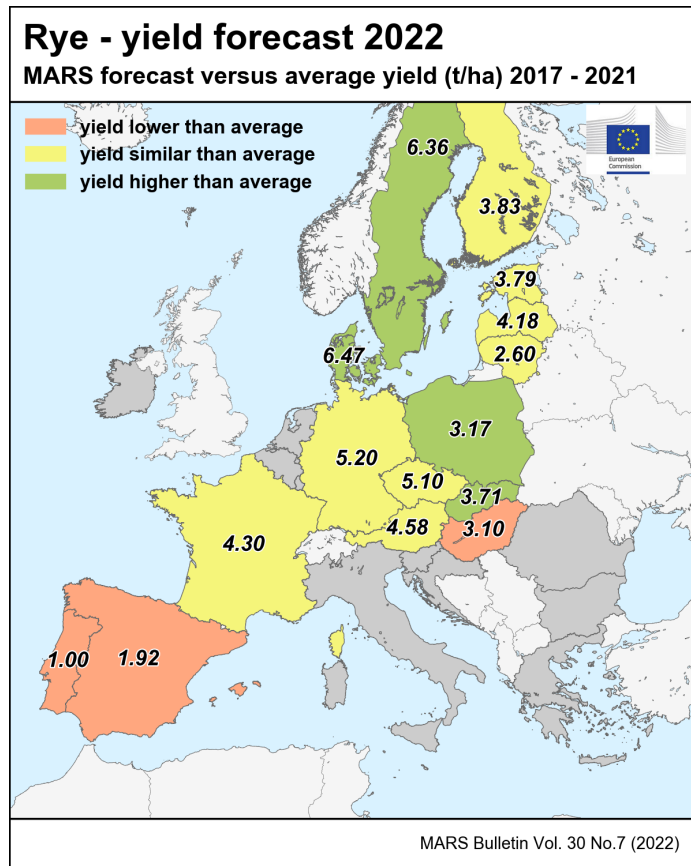 Rye - yield forecast 2022
MARS forecast versus average yield (t/ha) 2017 - 2021
yield lower than average
yield similar than average
yield higher than average
European
Commission
6.36
3.83
3.79
4.18
2.60
6.47
3.17
5.20
5.10
3.71
4.58
3.10
4.30
1.00
1.92
MARS Bulletin Vol. 30 No.7 (2022)